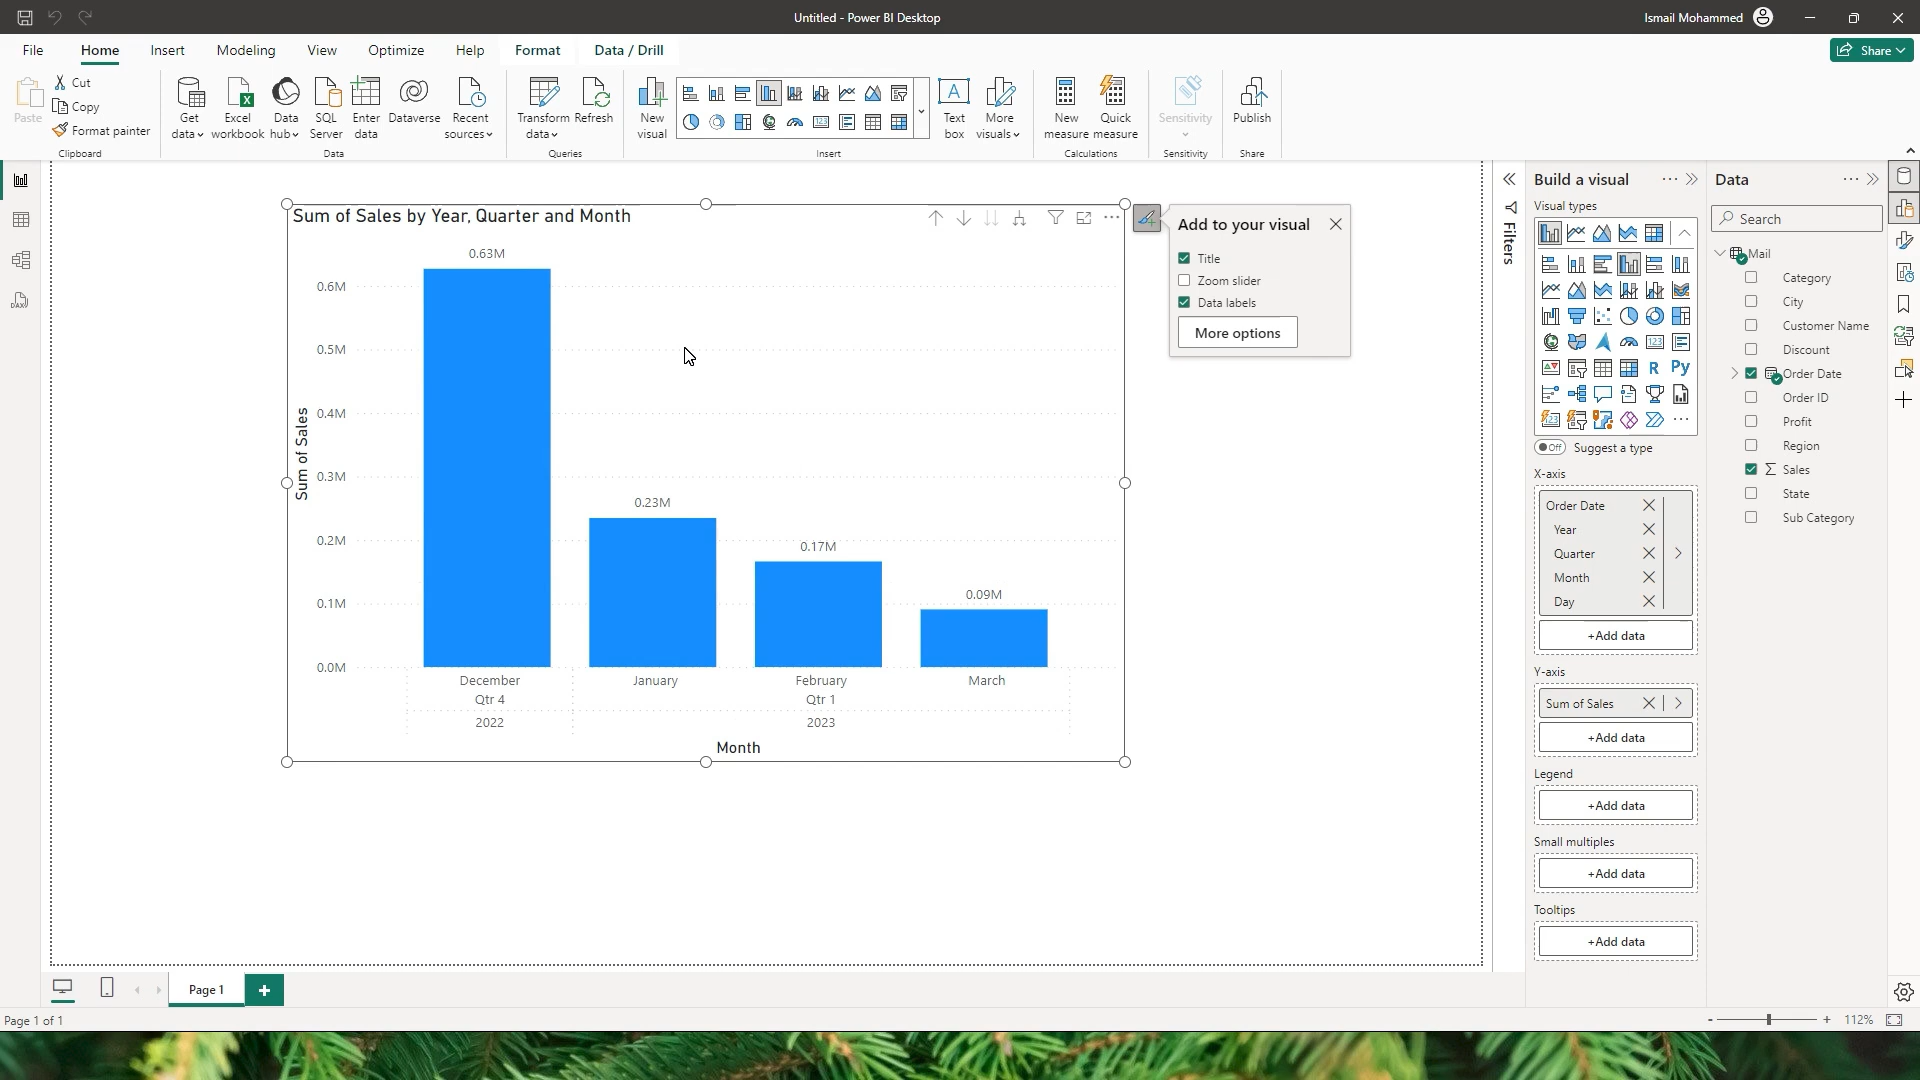 Untitled - Power BI Desktop
Ismail Mohammed
File Home Insert Modeling View Optimize Help Format Data / Drill
Share
Paste
Cut
Copy
Format painter
Clipboard
Get data
Excel workbook
Data hub
SQL Server
Enter data
Dataverse
Recent sources
Data
Transform data
Refresh
Queries
New visual
Text box
More visuals
Insert
New measure
Quick measure
Calculations
Sensitivity
Sensitivity
Publish
Share
Sum of Sales by Year, Quarter and Month
0.63M
0.6M
0.5M
0.4M
0.3M
0.2M
0.1M
0.0M
Sum of Sales
0.23M
0.17M
0.09M
December January February March
Qtr 4 Qtr 1
2022 2023
Month
Add to your visual
Title
Zoom slider
Data labels
More options
Filters
Build a visual
Visual types
123
R Py
123
Off Suggest a type
X-axis
Order Date
Year
Quarter
Month
Day
+Add data
Y-axis
Sum of Sales
+Add data
Legend
+Add data
Small multiples
+Add data
Tooltips
+Add data
Data
Search
Mail
Category
City
Customer Name
Discount
Order Date
Order ID
Profit
Region
Sales
State
Sub Category
Page 1
Page 1 of 1
112%